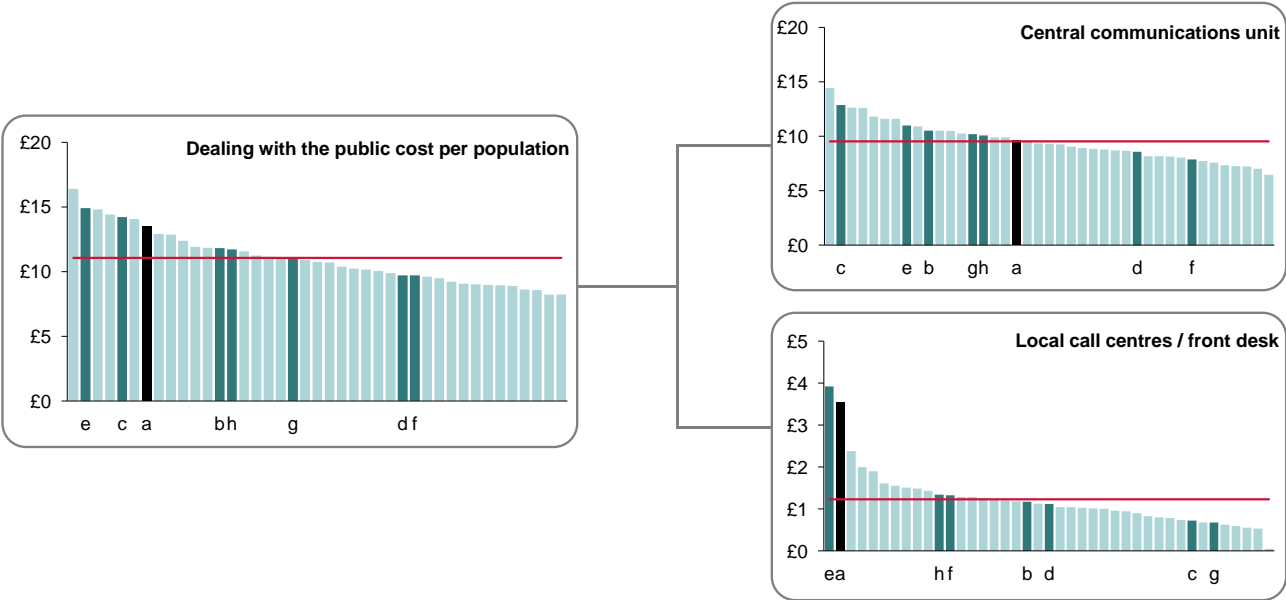 Dealing with the public cost per population
£20
£15
£10
£5
£0
e c a b h g d f
Central communications unit
£20
£15
£10
£5
£0
c e b g h a d f
Local call centres / front desk
£5
£4
£3
£2
£1
£0
e a h f b d c g